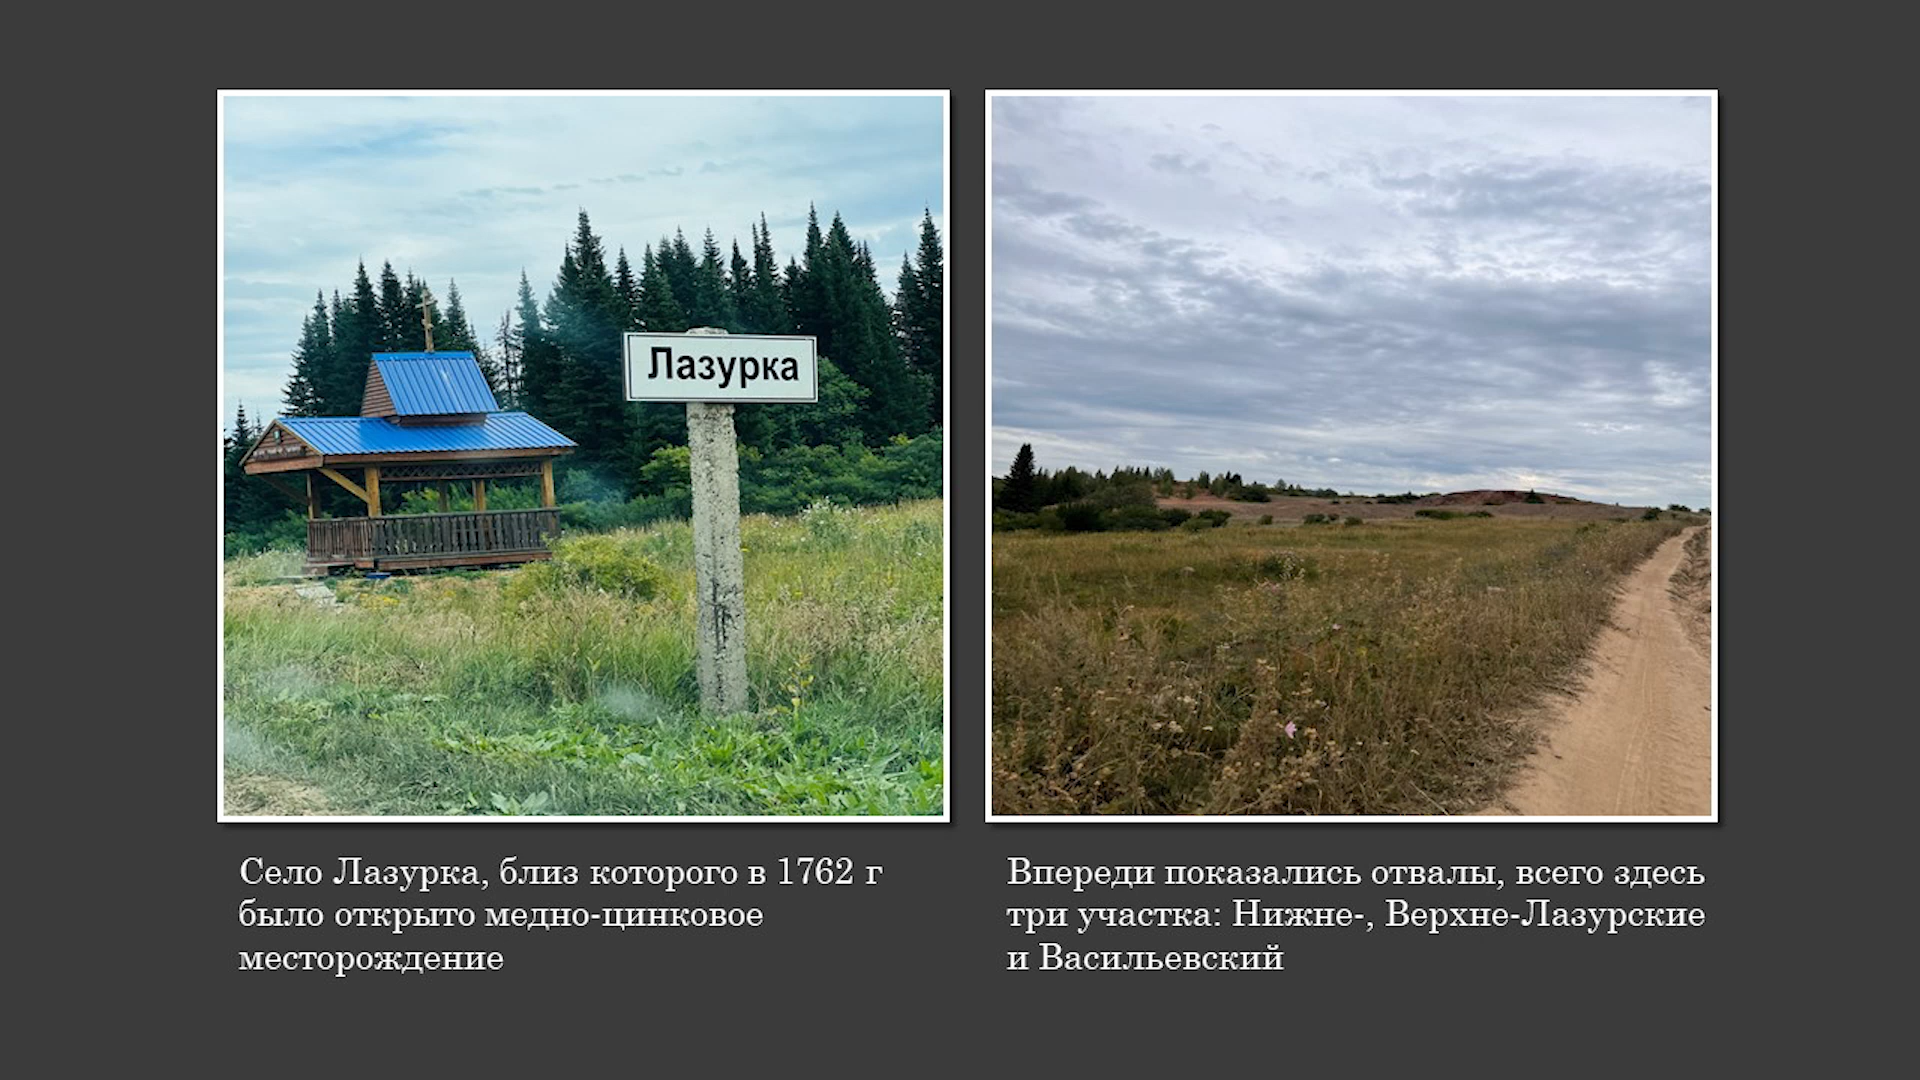 Лазурка
Село Лазурка, близ которого в 1762 г
было открыто медно-цинковое
месторождение
Впереди показались отвалы, всего здесь
три участка: Нижне-, Верхне-Лазурские
и Васильевский